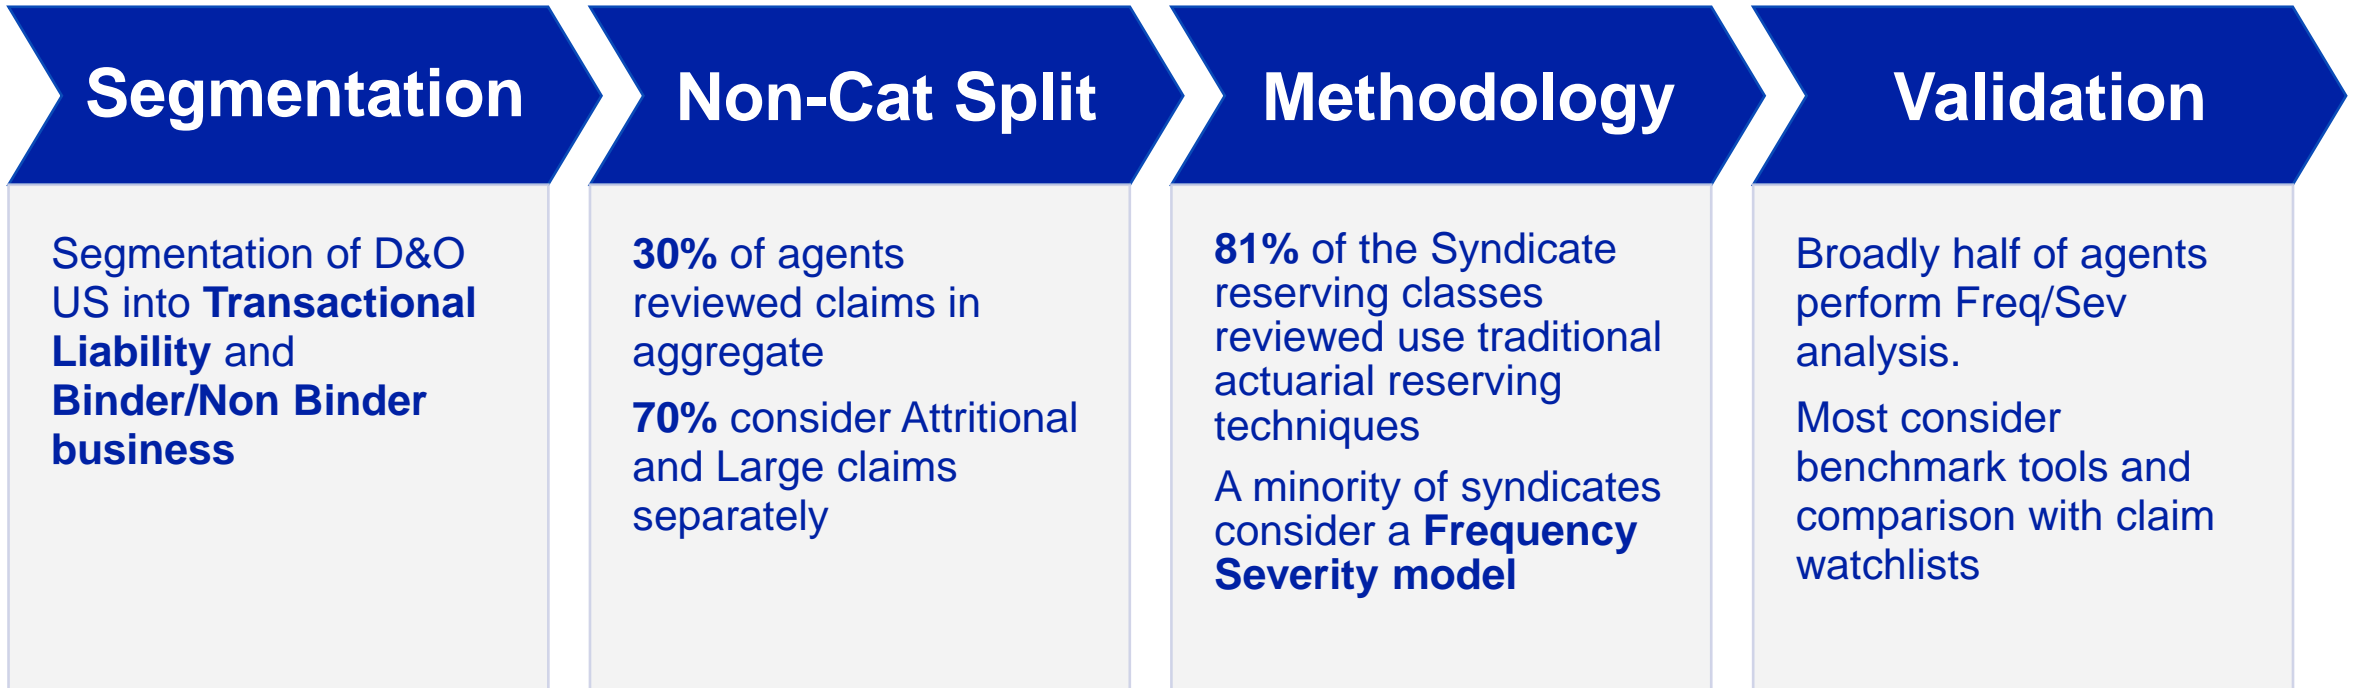 Segmentation
Segmentation of D&O
US into Transactional
Liability and
Binder/Non Binder
business
Non-Cat Split
30% of agents
reviewed claims in
aggregate
70% consider Attritional
and Large claims
separately
Methodology
81% of the Syndicate
reserving classes
reviewed use traditional
actuarial reserving
techniques
A minority of syndicates
consider a Frequency
Severity model
Validation
Broadly half of agents
perform Freq/Sev
analysis.
Most consider
benchmark tools and
comparison with claim
watchlists